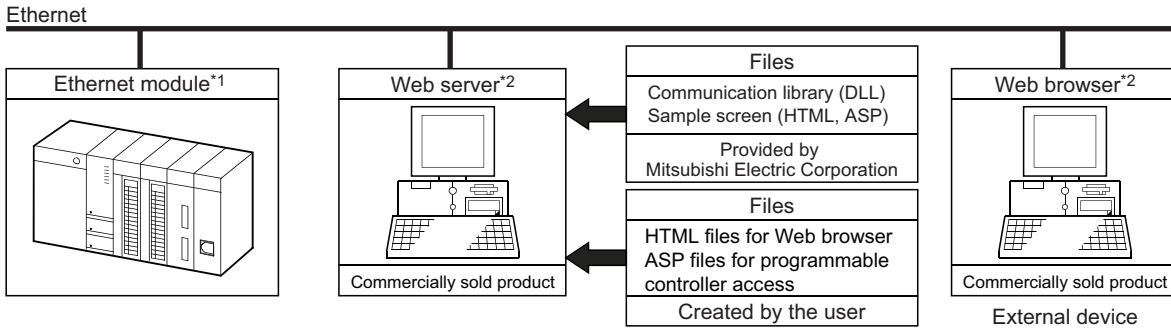 Ethernet
Ethernet module*1
Web server*2
Commercially sold product
Files
Communication library (DLL)
Sample screen (HTML, ASP)
Provided by
Mitsubishi Electric Corporation
Files
HTML files for Web browser
ASP files for programmable
controller access
Created by the user
Web browser*2
Commercially sold product
External device